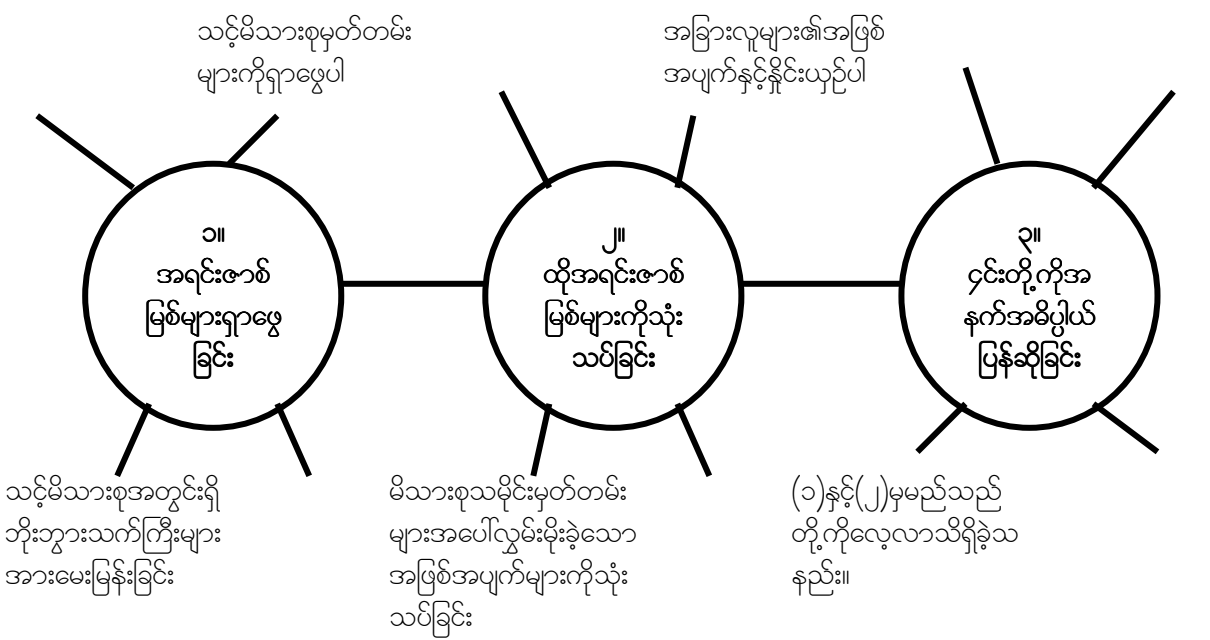 သင့်မိသားစုမှတ်တမ်း
များကိုရှာဖွေပါ
အခြားလူများ၏အဖြစ်
အပျက်နှင့်နှိုင်းယှဉ်ပါ
၁။
အရင်းဇာစ်
မြစ်များရှာဖွေ
ခြင်း
၂။
ထိုအရင်းဇာစ်
မြစ်များကိုသုံး
သပ်ခြင်း
၃။
၄င်းတို့ကိုအ
နက်အဓိပ္ပါယ်
ပြန်ဆိုခြင်း
သင့်မိသားစုအတွင်းရှိ
ဘိုးဘွားသက်ကြီးများ
အားမေးမြန်းခြင်း
မိသားစုသမိုင်းမှတ်တမ်း
များအပေါ်လွှမ်းမိုးခဲ့သော
အဖြစ်အပျက်များကိုသုံး
သပ်ခြင်း
(၁)နှင့်(၂)မှမည်သည်
တို့ကိုလေ့လာသိရှိခဲ့သ
နည်း။